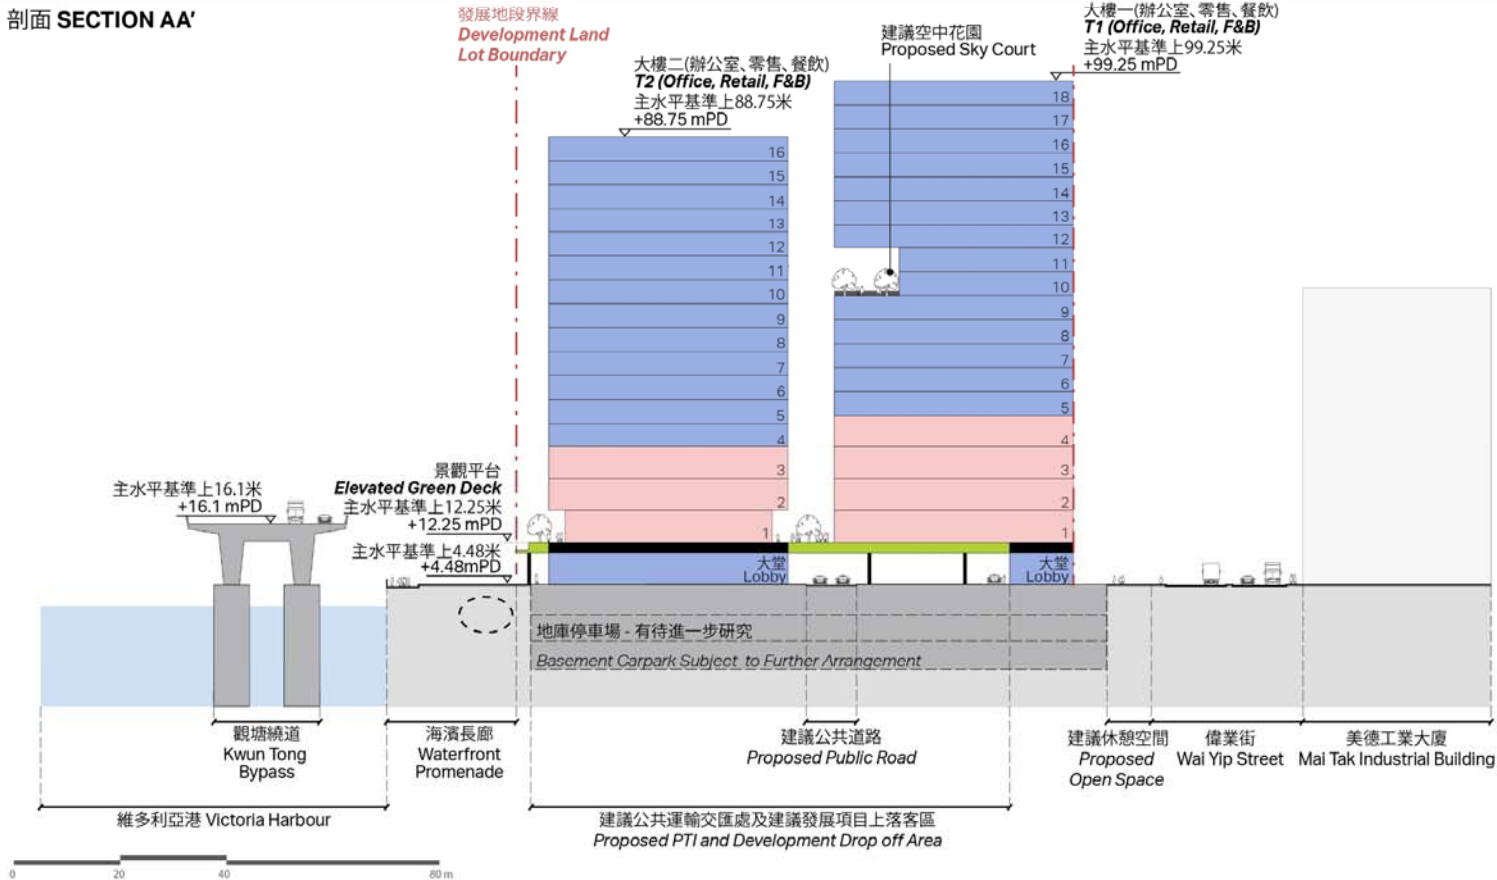 剖面 SECTION AA'
發展地段界線
Development Land
Lot Boundary
大樓二(辦公室、零售、餐飲)
T2 (Office, Retail, F&B)
主水平基準上88.75米
+88.75 mPD
建議空中花園
Proposed Sky Court
大樓一(辦公室、零售、餐飲)
T1 (Office, Retail, F&B)
主水平基準上99.25米
+99.25 mPD
16
15
14
13
12
11
10
9
8
7
6
5
4
3
2
1
18
17
16
15
14
13
12
11
10
9
8
7
6
5
4
3
2
1
主水平基準上16.1米
+16.1 mPD
景觀平台
Elevated Green Deck
主水平基準上12.25米
+12.25 mPD
主水平基準上4.48米
+4.48mPD
大堂
Lobby
大堂
Lobby
地庫停車場 - 有待進一步研究
Basement Carpark Subject to Further Arrangement
觀塘繞道
Kwun Tong
Bypass
海濱長廊
Waterfront
Promenade
建議公共道路
Proposed Public Road
建議休憩空間
Proposed
Open Space
偉業街
Wai Yip Street
美德工業大廈
Mai Tak Industrial Building
維多利亞港 Victoria Harbour
建議公共運輸交匯處及建議發展項目上落客區
Proposed PTI and Development Drop off Area
0 20 40 80 m